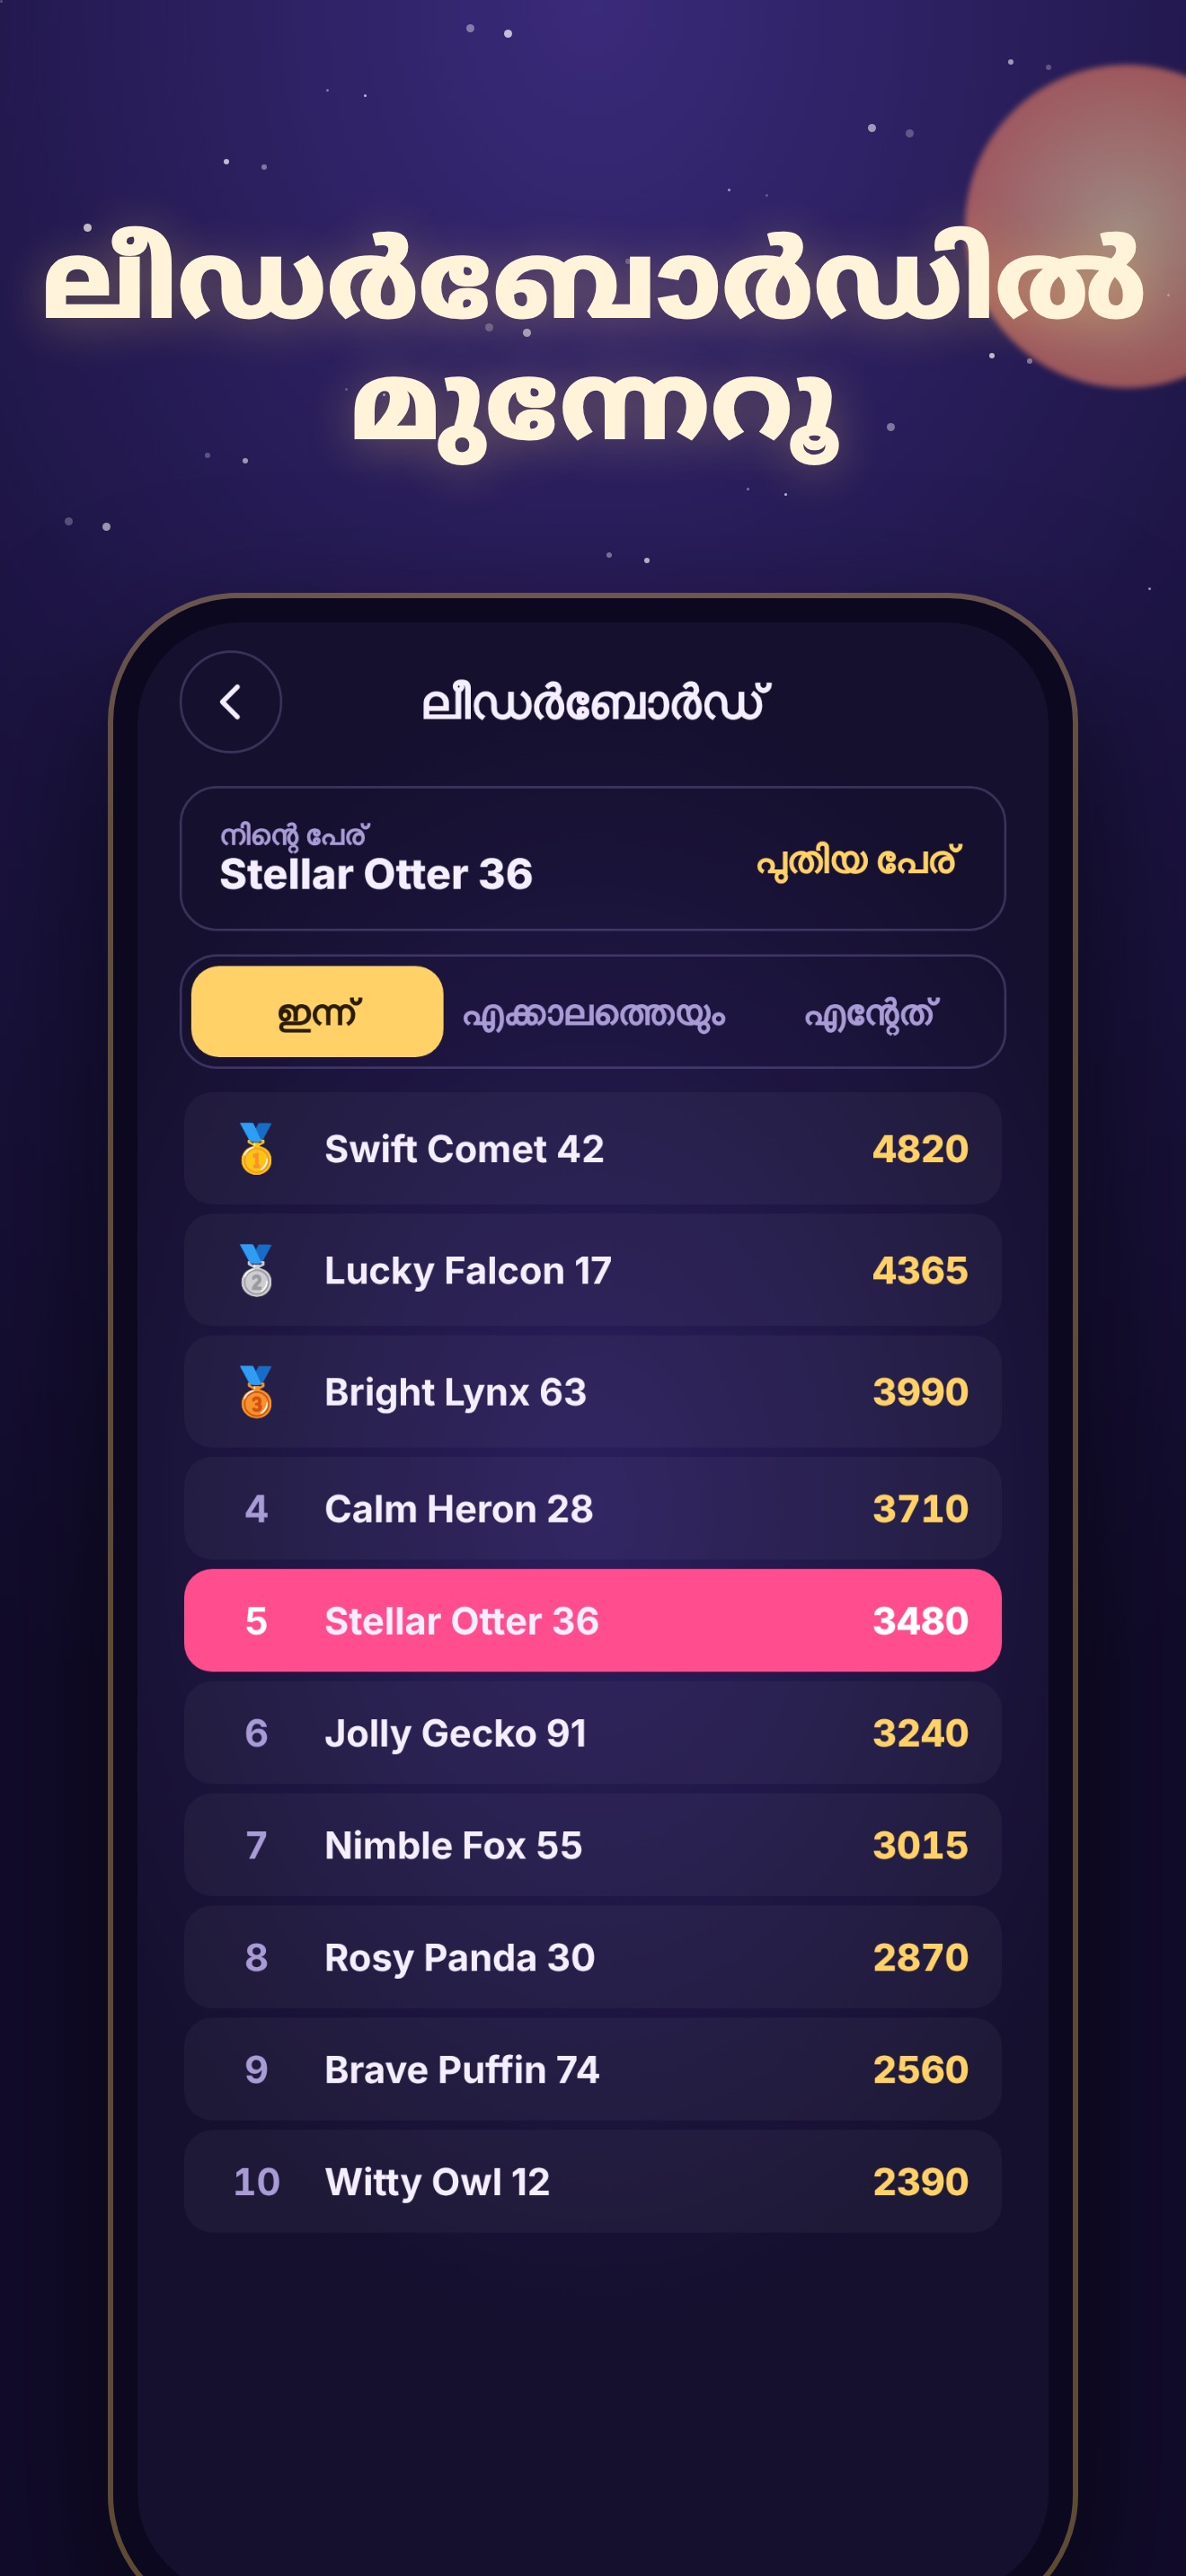 ലീഡർബോർഡിൽ
മുന്നേറൂ
ലീഡർബോർഡ്
നിന്റെ പേര്
Stellar Otter 36
പുതിയ പേര്
ഇന്ന് എക്കാലത്തെയും എന്റേത്
1 Swift Comet 42 4820
2 Lucky Falcon 17 4365
3 Bright Lynx 63 3990
4 Calm Heron 28 3710
5 Stellar Otter 36 3480
6 Jolly Gecko 91 3240
7 Nimble Fox 55 3015
8 Rosy Panda 30 2870
9 Brave Puffin 74 2560
10 Witty Owl 12 2390